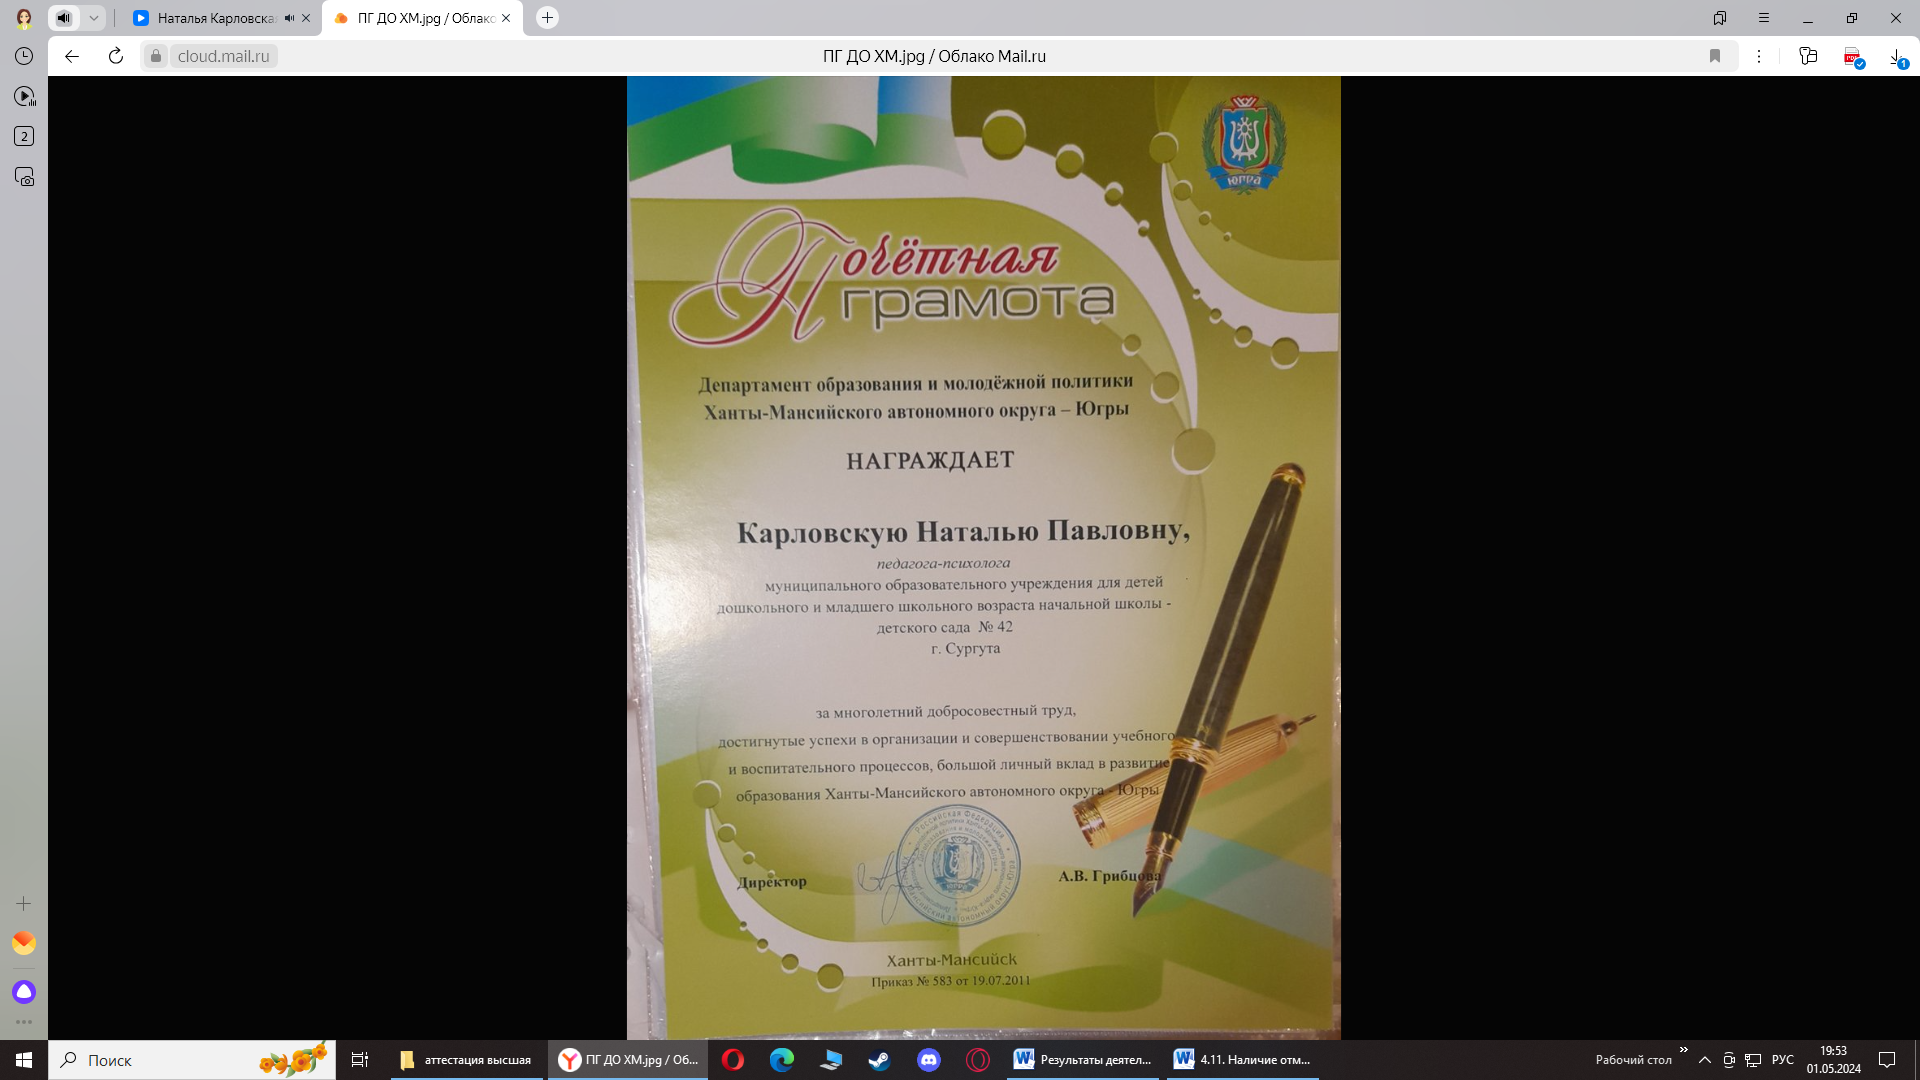 Наталья Карловска
ПГ ДО ХМ.jpg / Облако
cloud.mail.ru
ПГ ДО ХМ.jpg / Облако Mail.ru
2
1
ЮГРА
Почётная
грамота
Департамент образования и молодёжной политики
Ханты-Мансийского автономного округа – Югры
НАГРАЖДАЕТ
Карловскую Наталью Павловну,
педагога-психолога
муниципального образовательного учреждения для детей
дошкольного и младшего школьного возраста начальной школы -
детского сада № 42
г. Сургута
за многолетний добросовестный труд,
достигнутые успехи в организации и совершенствовании учебного
и воспитательного процессов, большой личный вклад в развитие
образования Ханты-Мансийского автономного округа - Югры
Российская Федерация
Директор
А.В. Грибцова
Ханты-Мансийск
Приказ № 583 от 19.07.2011
Поиск
аттестация высшая
ПГ ДО ХМ.jpg / Об...
Результаты деятел...
4.11. Наличие отм...
Рабочий стол
РУС
19:53
01.05.2024